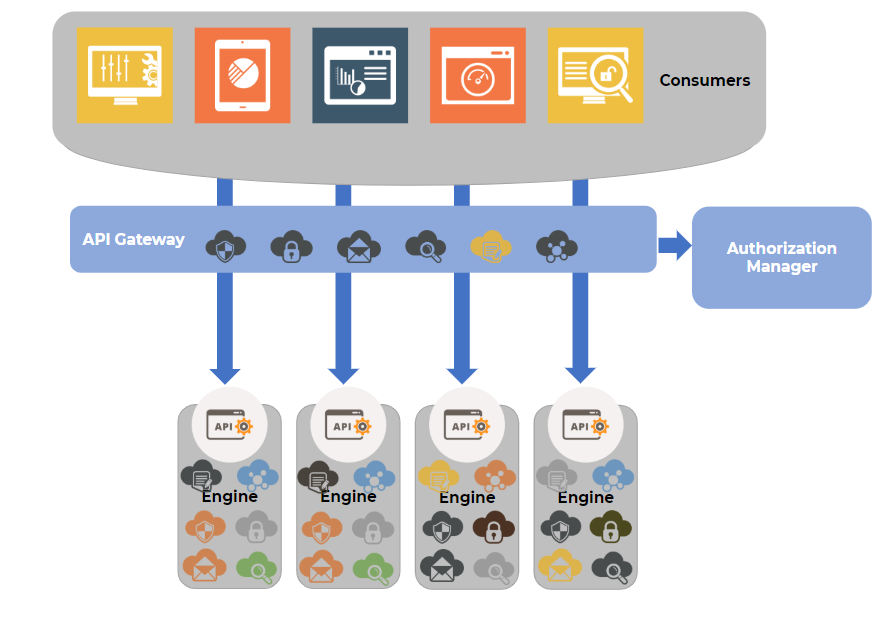 Consumers
API Gateway
Authorization
Manager
API
API
API
API
Engine
Engine
Engine
Engine